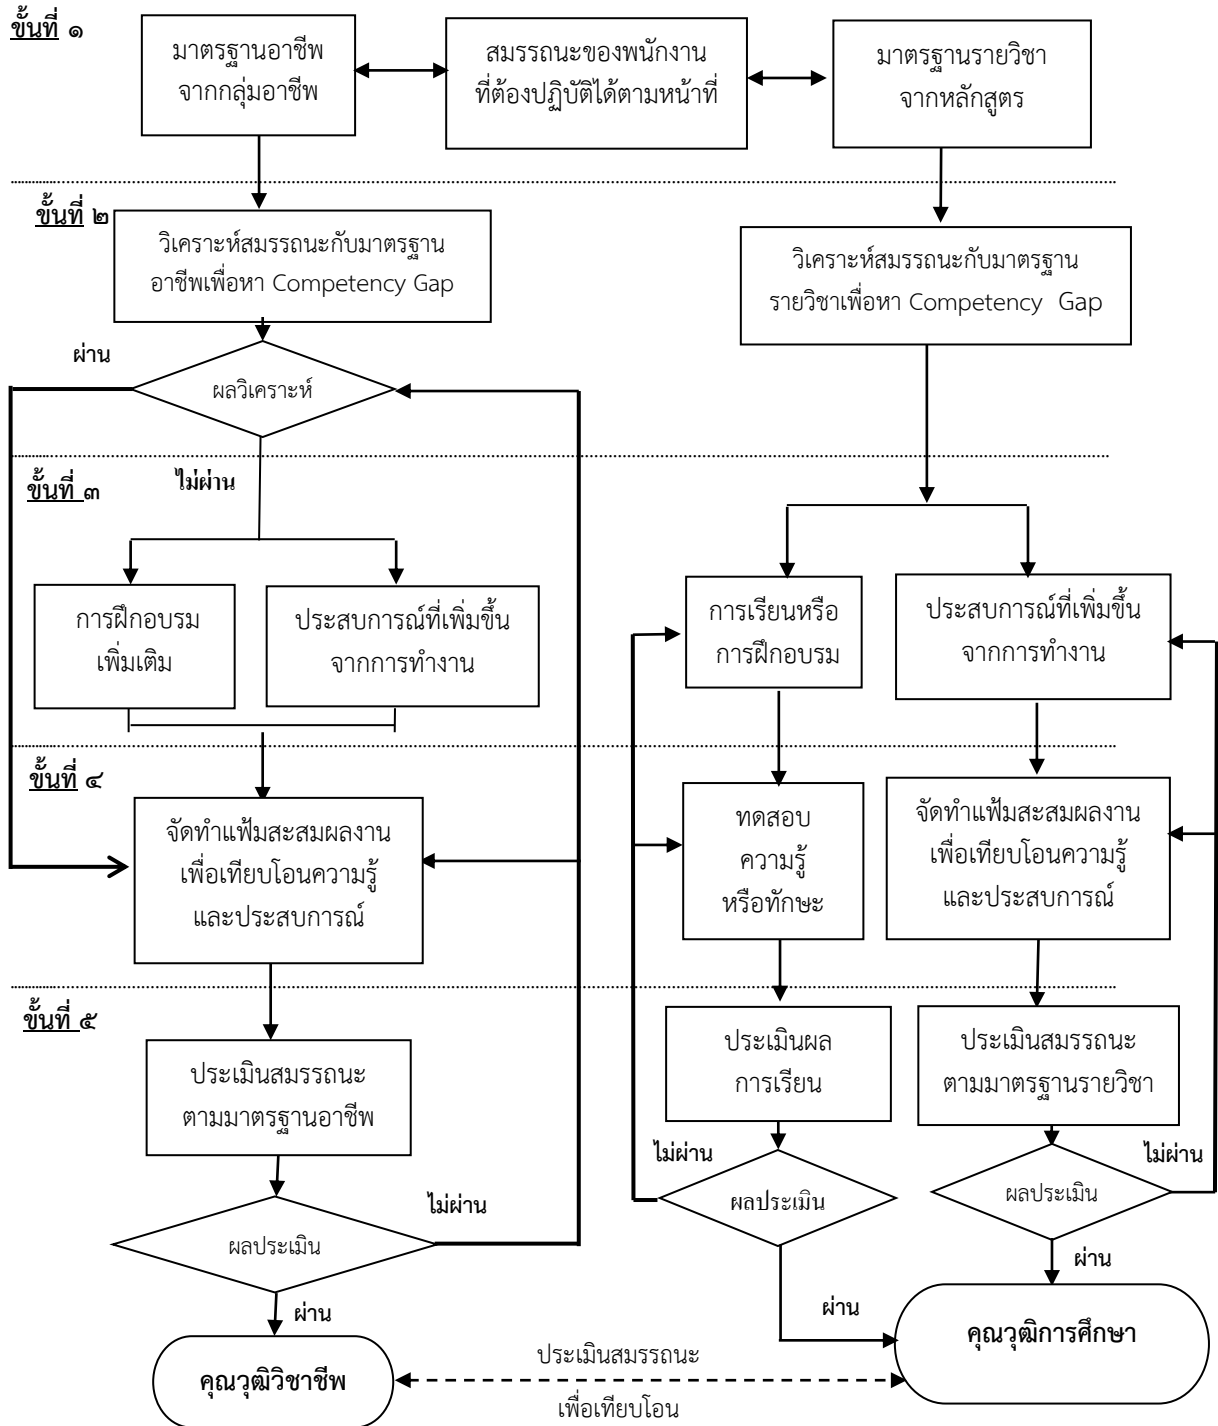 ขั้นที่ ๑
มาตรฐานอาชีพ
จากกลุ่มอาชีพ
สมรรถนะของพนักงาน
ที่ต้องปฏิบัติได้ตามหน้าที่
มาตรฐานรายวิชา
จากหลักสูตร
ขั้นที่ ๒
วิเคราะห์สมรรถนะกับมาตรฐาน
อาชีพเพื่อหา Competency Gap
วิเคราะห์สมรรถนะกับมาตรฐาน
รายวิชาเพื่อหา Competency Gap
ผ่าน
ผลวิเคราะห์
ขั้นที่ ๓
ไม่ผ่าน
การฝึกอบรม
เพิ่มเติม
ประสบการณ์ที่เพิ่มขึ้น
จากการทำงาน
การเรียนหรือ
การฝึกอบรม
ประสบการณ์ที่เพิ่มขึ้น
จากการทำงาน
ขั้นที่ ๔
จัดทำแฟ้มสะสมผลงาน
เพื่อเทียบโอนความรู้
และประสบการณ์
ทดสอบ
ความรู้
หรือทักษะ
จัดทำแฟ้มสะสมผลงาน
เพื่อเทียบโอนความรู้
และประสบการณ์
ขั้นที่ ๕
ประเมินสมรรถนะ
ตามมาตรฐานอาชีพ
ประเมินผล
การเรียน
ประเมินสมรรถนะ
ตามมาตรฐานรายวิชา
ไม่ผ่าน
ผลประเมิน
ไม่ผ่าน
ผลประเมิน
ไม่ผ่าน
ผลประเมิน
ผ่าน
ผ่าน
ผ่าน
คุณวุฒิวิชาชีพ
ประเมินสมรรถนะ
เพื่อเทียบโอน
คุณวุฒิการศึกษา